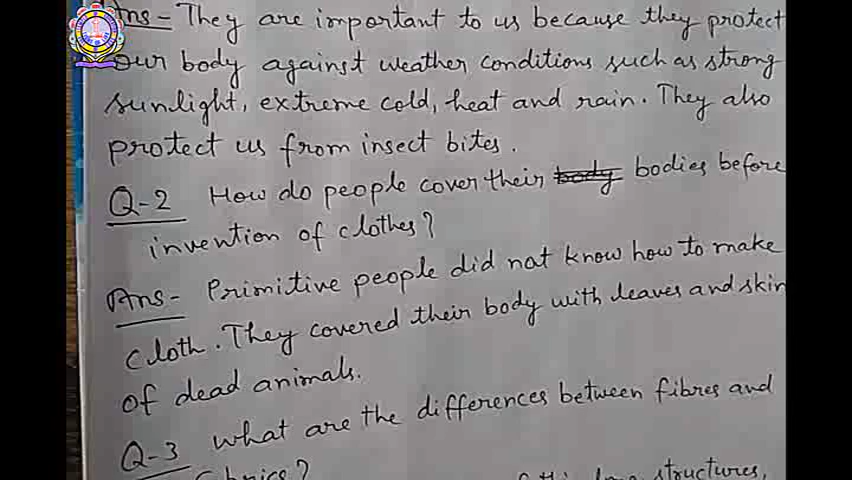 Ans - They are important to us because they protect
our body against weather conditions such as strong
sunlight, extreme cold, heat and rain. They also
protect us from insect bites.
Q-2 How do people cover their body bodies before
invention of clothes?
Ans - Primitive people did not know how to make
cloth. They covered their body with leaves and skin
of dead animals.
Q-3 What are the differences between fibres and
structures,